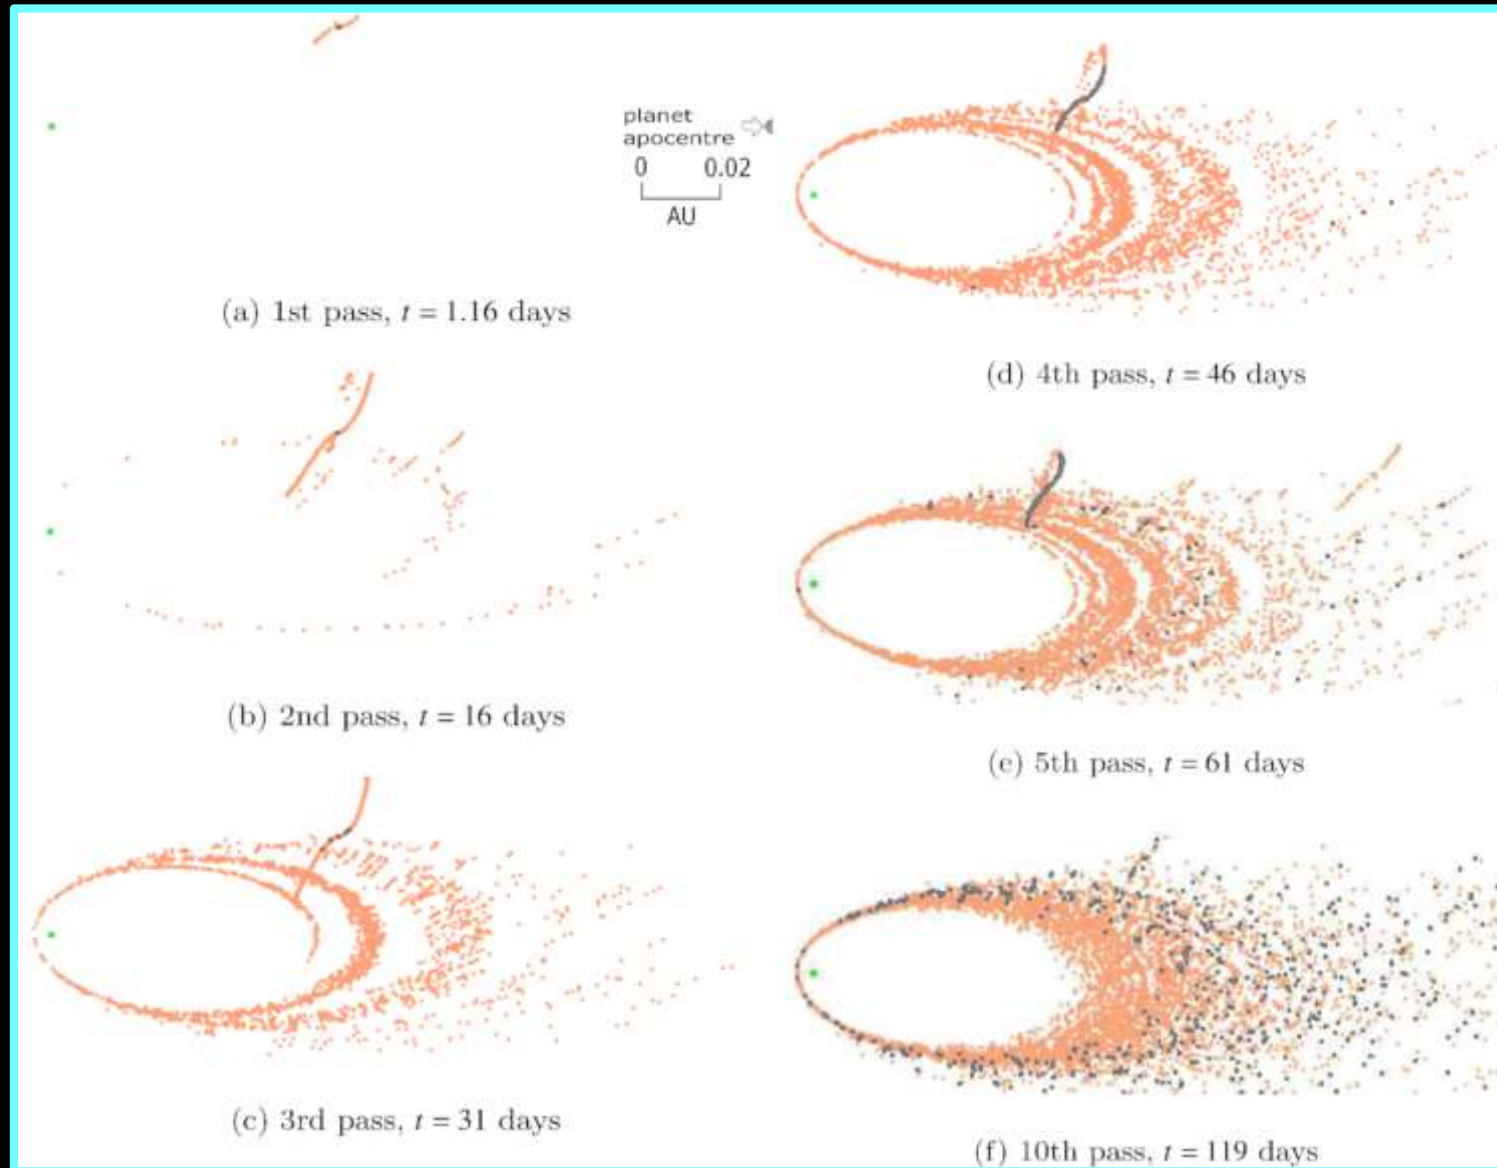 planet
apocentre
0 0.02
AU
(a) 1st pass, t = 1.16 days
(b) 2nd pass, t = 16 days
(c) 3rd pass, t = 31 days
(d) 4th pass, t = 46 days
(e) 5th pass, t = 61 days
(f) 10th pass, t = 119 days